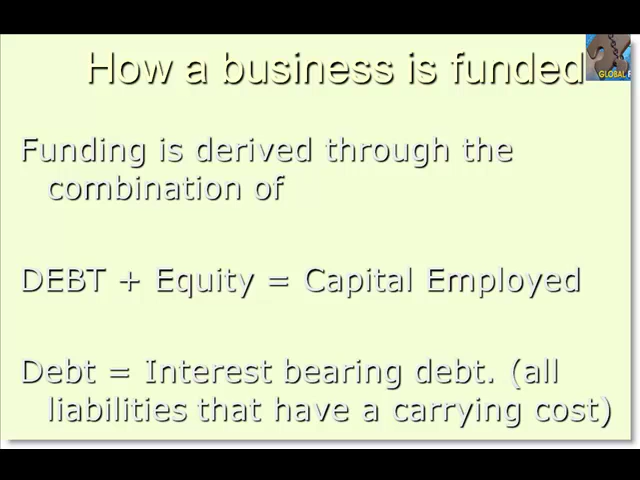 How a business is funded
GLOBAL
Funding is derived through the
combination of
DEBT + Equity = Capital Employed
Debt = Interest bearing debt. (all
liabilities that have a carrying cost)